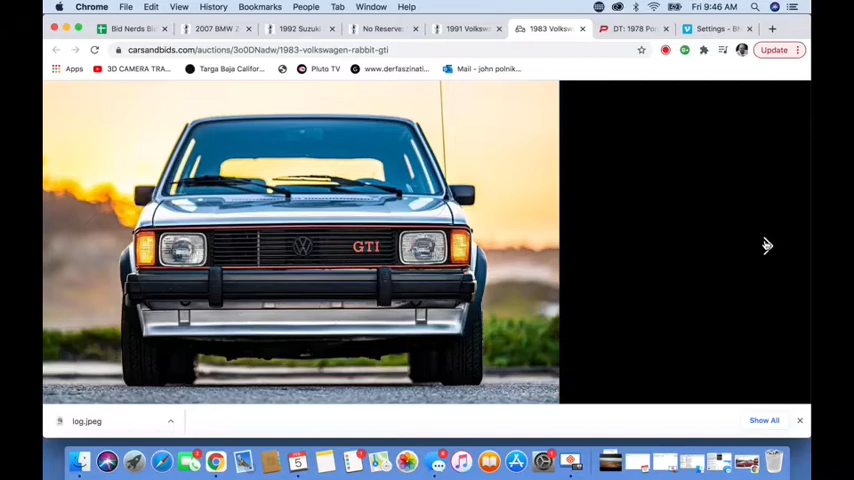 Chrome File Edit View History Bookmarks People Tab Window Help Fri 9:46 AM
Bid Nerds Bi 2007 BMW Z 1992 Suzuki No Reserve: 1991 Volksw 1983 Volksw DT: 1978 Po Settings - B
carsandbids.com/auctions/3o0DNadw/1983-volkswagen-rabbit-gti Update
Apps 3D CAMERA TRA... Targa Baja Califor... Pluto TV www.derfaszinati... Mail - john polnik...
GTI
log.jpeg Show All
5